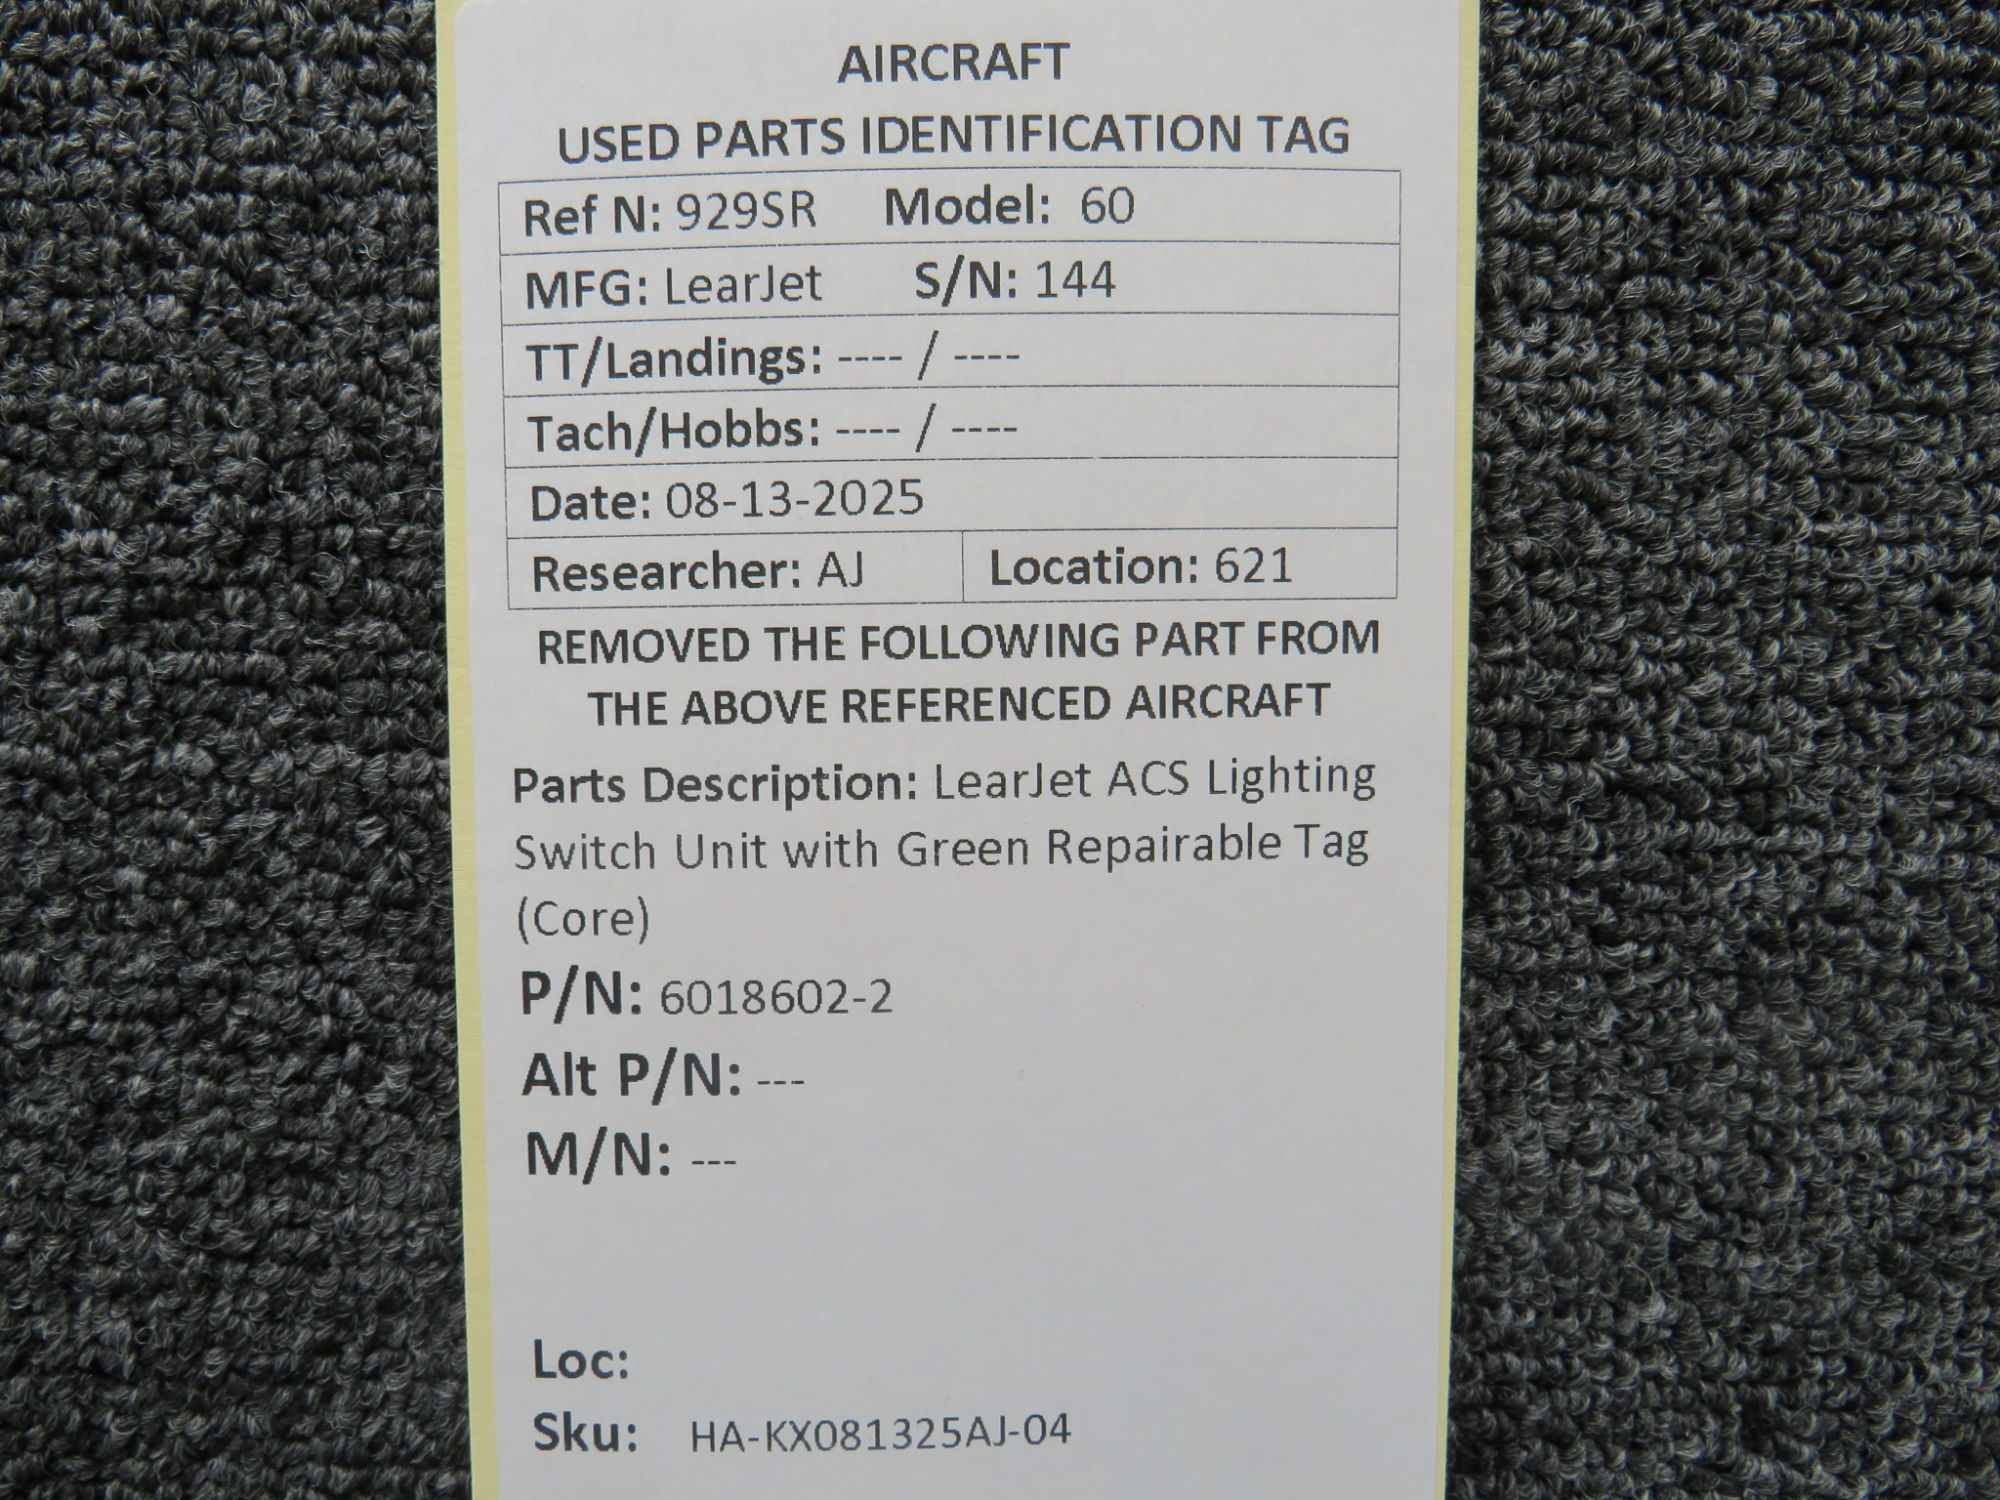 AIRCRAFT
USED PARTS IDENTIFICATION TAG
Ref N: 929SR Model: 60
MFG: LearJet S/N: 144
TT/Landings: ---- / ----
Tach/Hobbs: ---- / ----
Date: 08-13-2025
Researcher: AJ Location: 621
REMOVED THE FOLLOWING PART FROM
THE ABOVE REFERENCED AIRCRAFT
Parts Description: LearJet ACS Lighting
Switch Unit with Green Repairable Tag
(Core)
P/N: 6018602-2
Alt P/N: ---
M/N: ---
Loc:
Sku: HA-KX081325AJ-04